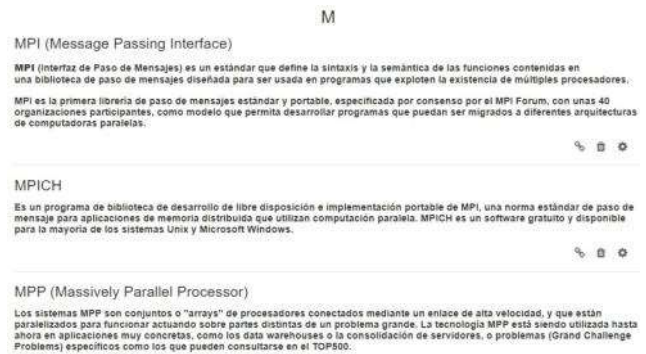 M
MPI (Message Passing Interface)
MPI (Interfaz de Paso de Mensajes) es un estándar que define la sintaxis y la semántica de las funciones contenidas en
una biblioteca de paso de mensajes diseñada para ser usada en programas que exploten la existencia de múltiples procesadores.
MPI es la primera librería de paso de mensajes estándar y portable, especificada por consenso por el MPI Forum, con unas 40
organizaciones participantes, como modelo que permita desarrollar programas que puedan ser migrados a diferentes arquitecturas
de computadoras paralelas.
MPICH
Es un programa de biblioteca de desarrollo de libre disposición e implementación portable de MPI, una norma estándar de paso de
mensaje para aplicaciones de memoria distribuida que utilizan computación paralela. MPICH es un software gratuito y disponible
para la mayoría de los sistemas Unix y Microsoft Windows.
MPP (Massively Parallel Processor)
Los sistemas MPP son conjuntos o "arrays" de procesadores conectados mediante un enlace de alta velocidad, y que están
paralelizados para funcionar actuando sobre partes distintas de un problema grande. La tecnología MPP está siendo utilizada hasta
ahora en aplicaciones muy concretas, como los data warehouses o la consolidación de servidores, o problemas (Grand Challenge
Problems) específicos como los que pueden consultarse en el TOP500.